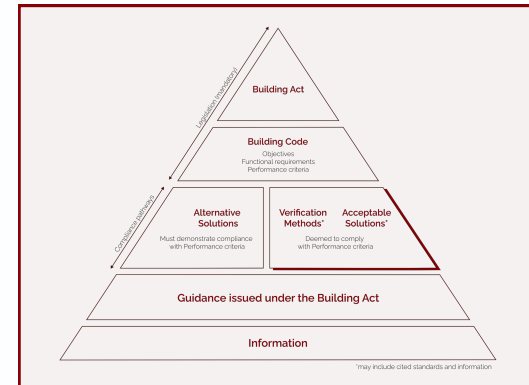 Legislation (mandatory)
Building Act
Building Code
Objectives
Functional requirements
Performance criteria
Compliance pathways
Alternative
Solutions
Must demonstrate compliance
with Performance criteria
Verification
Methods*
Acceptable
Solutions*
Deemed to comply
with Performance criteria
Guidance issued under the Building Act
Information
*may include cited standards and information